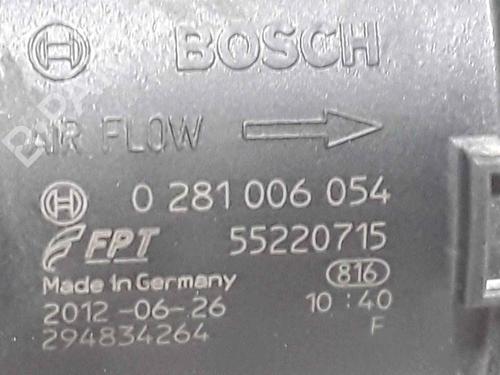 BOSCH
AIR FLOW
0 281 006 054
FPT 55220715
Made in Germany 816
2012-06-26 10:40
294834264 F